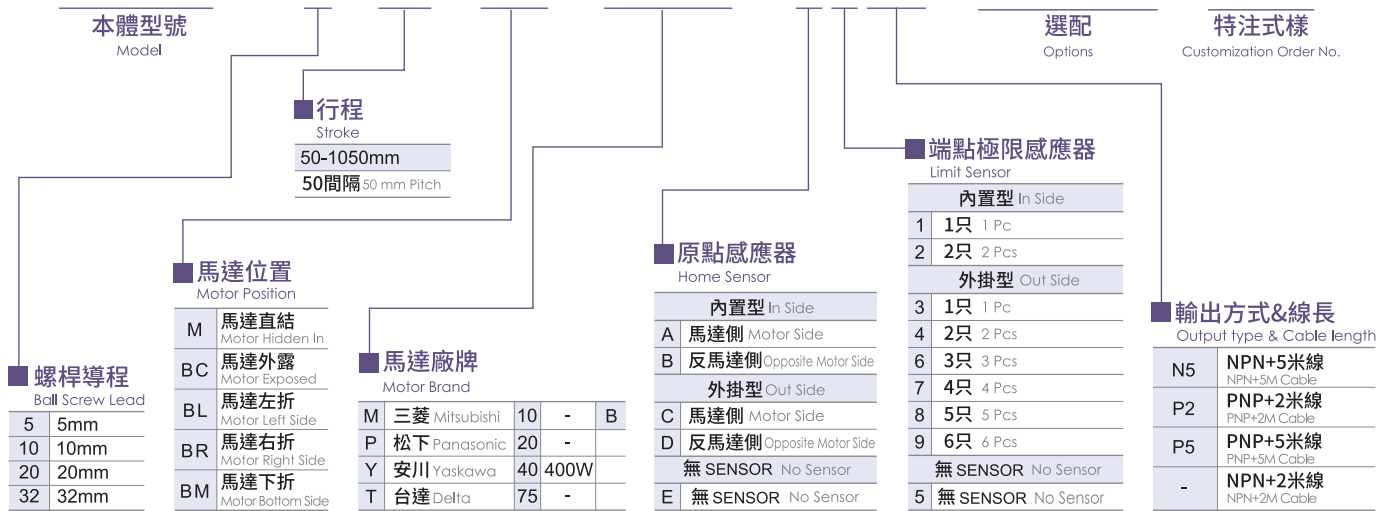 本體型號
Model
選配
Options
特注式樣
Customization Order No.
行程
Stroke
50-1050mm
50間隔 50 mm Pitch
螺桿導程
Ball Screw Lead
5 5mm
10 10mm
20 20mm
32 32mm
馬達位置
Motor Position
M 馬達直結
Motor Hidden In
BC 馬達外露
Motor Exposed
BL 馬達左折
Motor Left Side
BR 馬達右折
Motor Right Side
BM 馬達下折
Motor Bottom Side
馬達廠牌
Motor Brand
M 三菱 Mitsubishi 10 - B
P 松下 Panasonic 20 -
Y 安川 Yaskawa 40 400W
T 台達 Delta 75 -
原點感應器
Home Sensor
內置型 In Side
A 馬達側 Motor Side
B 反馬達側 Opposite Motor Side
外掛型 Out Side
C 馬達側 Motor Side
D 反馬達側 Opposite Motor Side
無 SENSOR No Sensor
E 無 SENSOR No Sensor
端點極限感應器
Limit Sensor
內置型 In Side
1 1只 1 Pc
2 2只 2 Pcs
外掛型 Out Side
3 1只 1 Pc
4 2只 2 Pcs
6 3只 3 Pcs
7 4只 4 Pcs
8 5只 5 Pcs
9 6只 6 Pcs
無 SENSOR No Sensor
5 無 SENSOR No Sensor
輸出方式&線長
Output type & Cable length
N5 NPN+5米線
NPN+5M Cable
P2 PNP+2米線
PNP+2M Cable
P5 PNP+5米線
PNP+5M Cable
- NPN+2米線
NPN+2M Cable